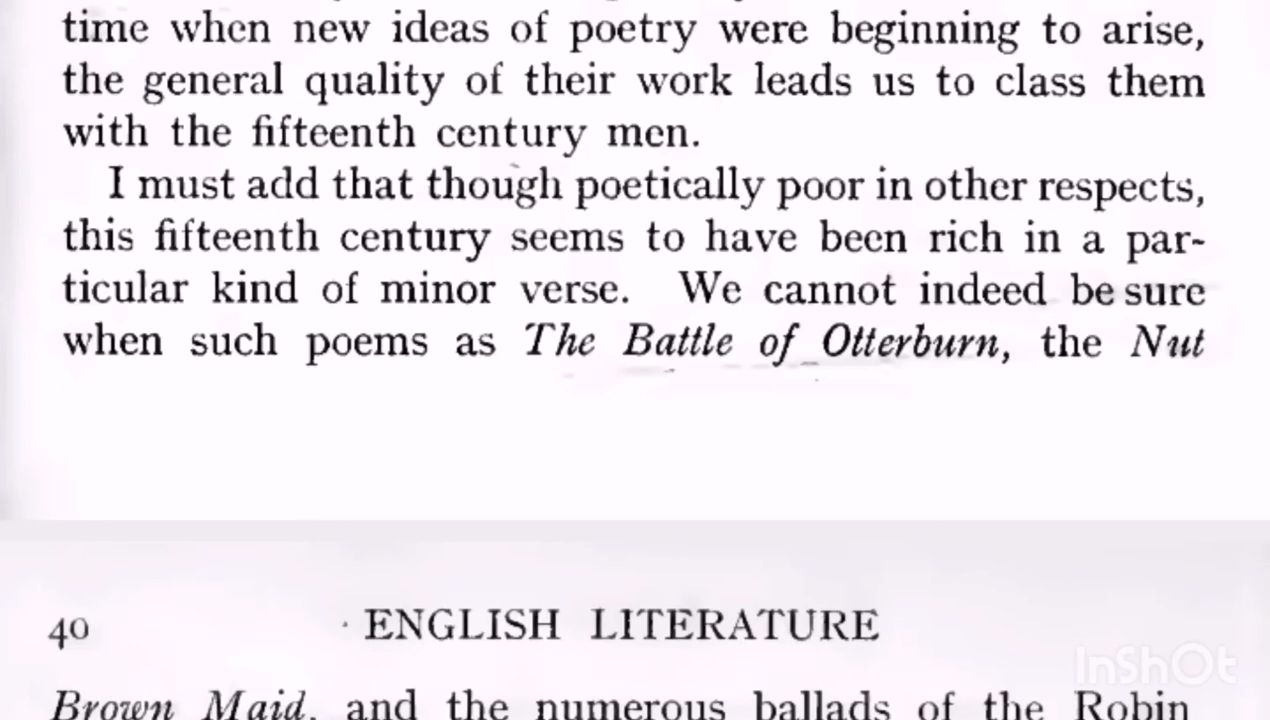 time when new ideas of poetry were beginning to arise,
the general quality of their work leads us to class them
with the fifteenth century men.
I must add that though poetically poor in other respects,
this fifteenth century seems to have been rich in a par-
ticular kind of minor verse. We cannot indeed be sure
when such poems as The Battle of Otterburn, the Nut
40 ENGLISH LITERATURE
InShOt
Brown Maid, and the numerous ballads of the Robin